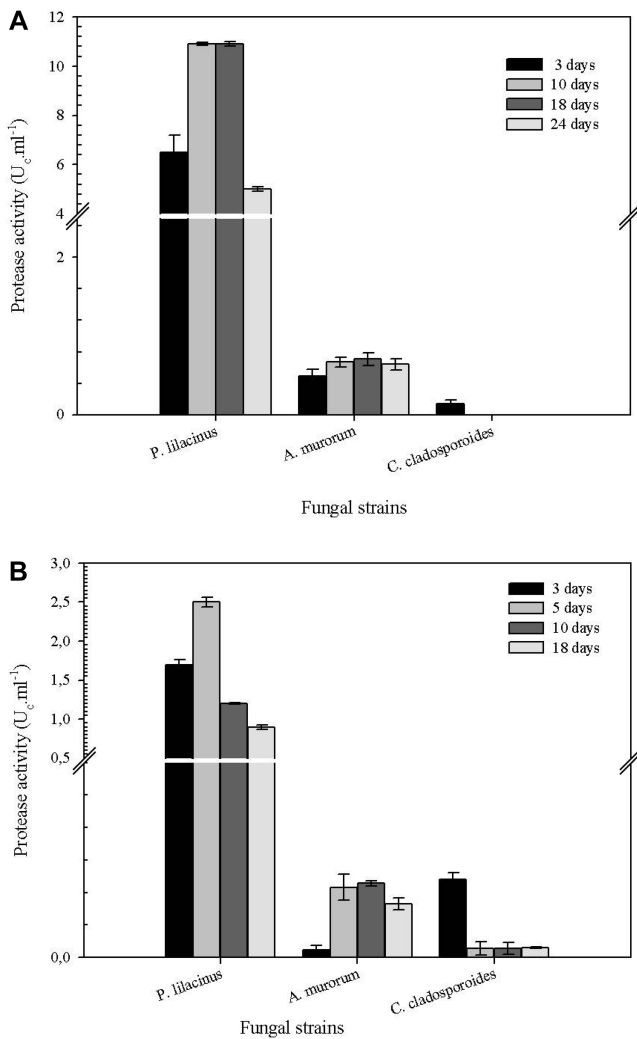 A
Protease activity (Uc.ml-1)
12
10
8
6
4
2
0
3 days
10 days
18 days
24 days
P. lilacinus
A. murorum
C. cladosporoides
Fungal strains
B
Protease activity (Uc.ml-1)
3,0
2,5
2,0
1,5
1,0
0,5
0,0
3 days
5 days
10 days
18 days
P. lilacinus
A. murorum
C. cladosporoides
Fungal strains